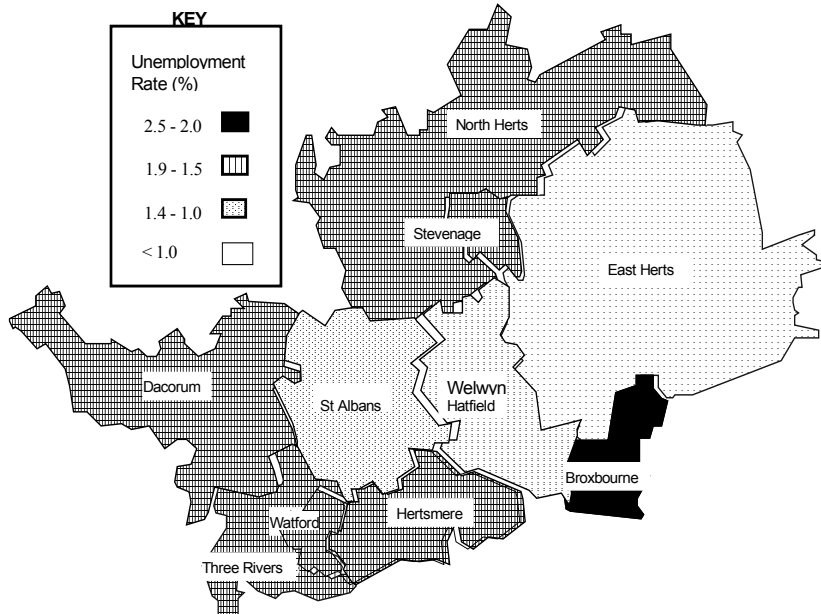 KEY
Unemployment
Rate (%)
2.5 - 2.0
1.9 - 1.5
1.4 - 1.0
< 1.0
North Herts
Stevenage
East Herts
Dacorum
St Albans
Welwyn
Hatfield
Broxbourne
Watford
Hertsmere
Three Rivers